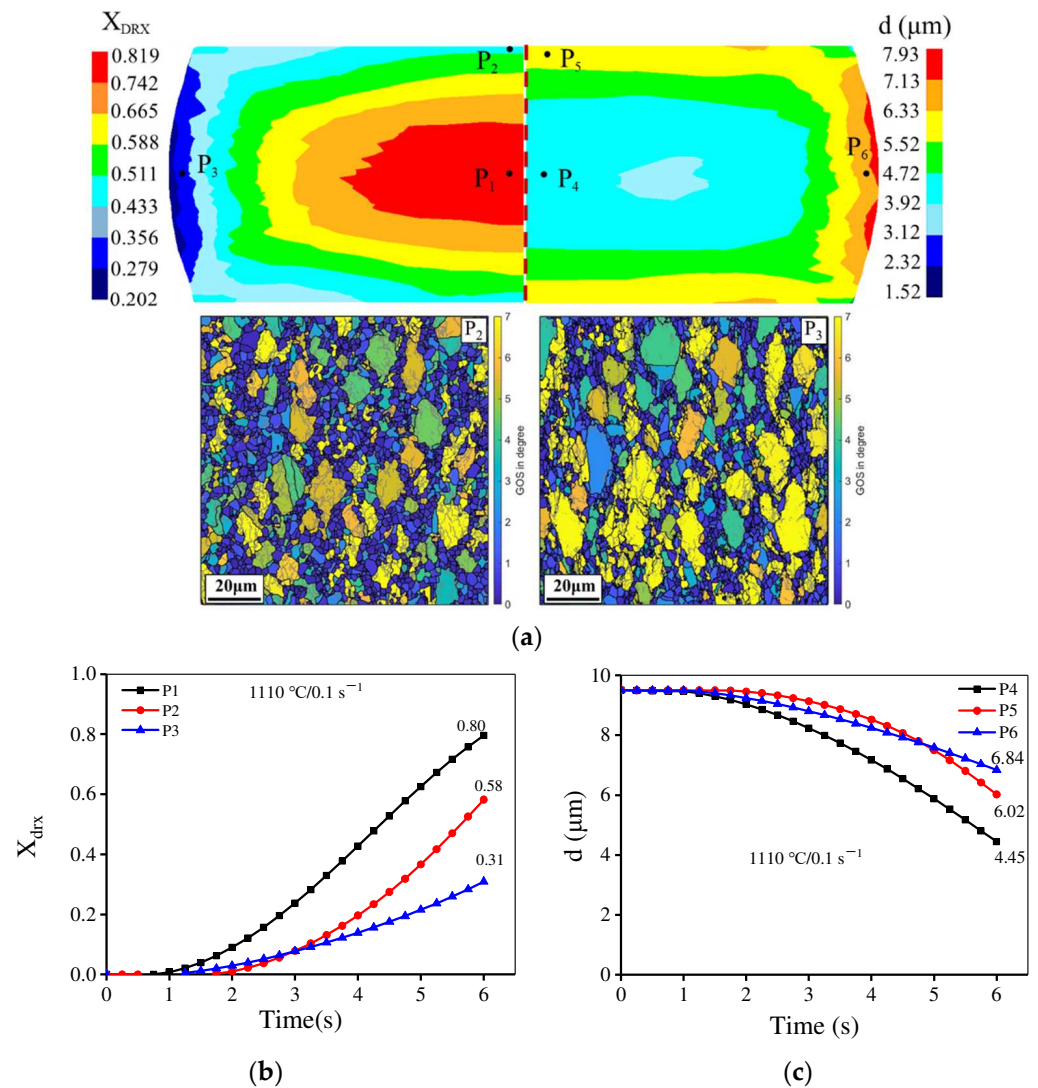 X_DRX
0.819
0.742
0.665
0.588
0.511
0.433
0.356
0.279
0.202
P₂
P₅
P₃
P₁
P₄
P₆
d (μm)
7.93
7.13
6.33
5.52
4.72
3.92
3.12
2.32
1.52
P₂
20μm
7
6
5
4
3
2
1
0
GOS in degree
P₃
20μm
7
6
5
4
3
2
1
0
GOS in degree
(a)
1.0
0.8
0.6
0.4
0.2
0.0
X_drx
P1
P2
P3
1110 ℃/0.1 s⁻¹
0.80
0.58
0.31
0 1 2 3 4 5 6
Time(s)
(b)
10
8
6
4
2
0
d (μm)
P4
P5
P6
6.84
6.02
4.45
1110 ℃/0.1 s⁻¹
0 1 2 3 4 5 6
Time (s)
(c)